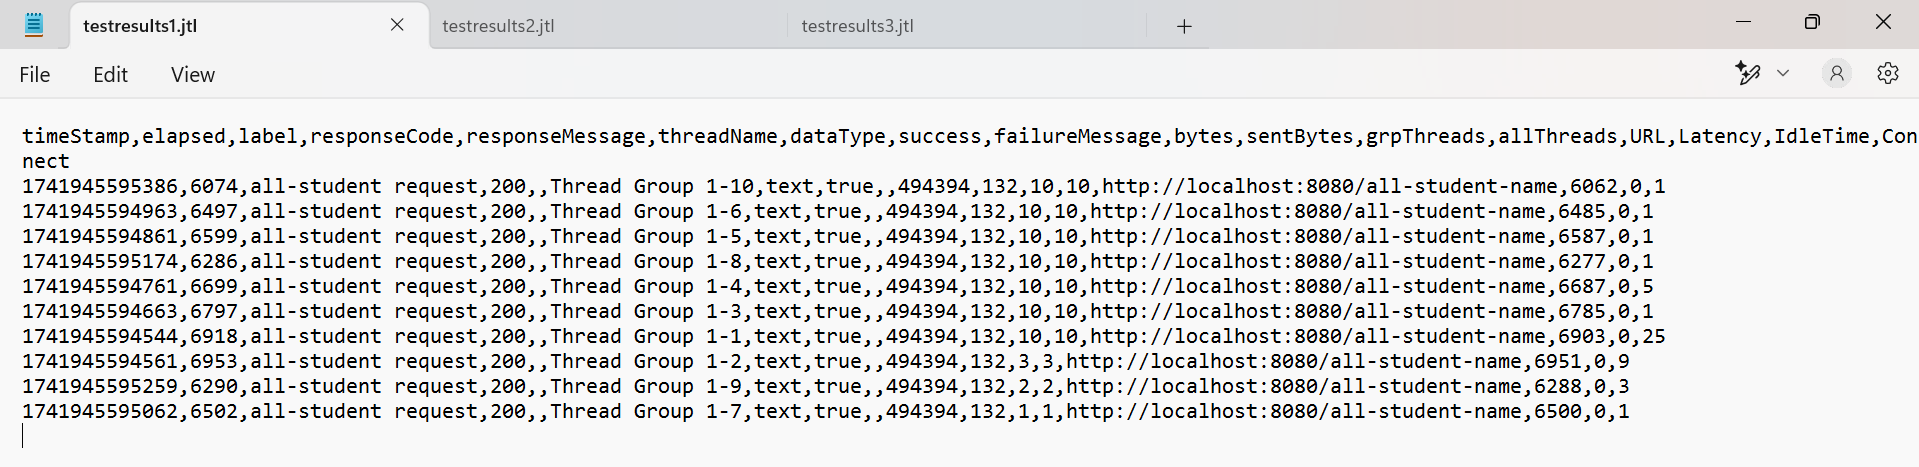 testresults1.jtl
testresults2.jtl
testresults3.jtl
File Edit View
timeStamp,elapsed,label,responseCode,responseMessage,threadName,dataType,success,failureMessage,bytes,sentBytes,grpThreads,allThreads,URL,Latency,IdleTime,Con
nect
1741945595386,6074,all-student request,200,,Thread Group 1-10,text,true,,494394,132,10,10,http://localhost:8080/all-student-name,6062,0,1
1741945594963,6497,all-student request,200,,Thread Group 1-6,text,true,,494394,132,10,10,http://localhost:8080/all-student-name,6485,0,1
1741945594861,6599,all-student request,200,,Thread Group 1-5,text,true,,494394,132,10,10,http://localhost:8080/all-student-name,6587,0,1
1741945595174,6286,all-student request,200,,Thread Group 1-8,text,true,,494394,132,10,10,http://localhost:8080/all-student-name,6277,0,1
1741945594761,6699,all-student request,200,,Thread Group 1-4,text,true,,494394,132,10,10,http://localhost:8080/all-student-name,6687,0,5
1741945594663,6797,all-student request,200,,Thread Group 1-3,text,true,,494394,132,10,10,http://localhost:8080/all-student-name,6785,0,1
1741945594544,6918,all-student request,200,,Thread Group 1-1,text,true,,494394,132,10,10,http://localhost:8080/all-student-name,6903,0,25
1741945594561,6953,all-student request,200,,Thread Group 1-2,text,true,,494394,132,3,3,http://localhost:8080/all-student-name,6951,0,9
1741945595259,6290,all-student request,200,,Thread Group 1-9,text,true,,494394,132,2,2,http://localhost:8080/all-student-name,6288,0,3
1741945595062,6502,all-student request,200,,Thread Group 1-7,text,true,,494394,132,1,1,http://localhost:8080/all-student-name,6500,0,1